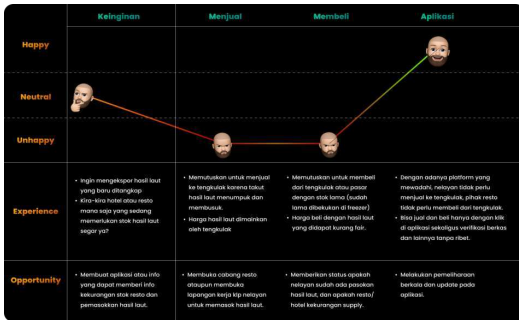 Keinginan
Menjual
Membeli
Aplikasi
Happy
Neutral
Unhappy
Experience
• Ingin mengekspor hasil laut
yang baru ditangkap
• Kira-kira hotel atau resto
mana saja yang sedang
memerlukan stok hasil laut
segar ya?
• Memutuskan untuk menjual
ke tengkulak karena takut
hasil laut menumpuk dan
membusuk.
• Harga hasil laut dimainkan
oleh tengkulak
• Memutuskan untuk membeli
dari tengkulak atau pasar
dengan stok lama (sudah
lama dibekukan di freezer)
• Harga beli dengan hasil laut
yang didapat kurang fair.
• Dengan adanya platform yang
mewadahi, nelayan tidak perlu
menjual ke tengkulak, pihak resto
tidak perlu membeli dari tengkulak.
• Bisa jual dan beli hanya dengan klik
di aplikasi sekaligus verifikasi berkas
dan lainnya tanpa ribet.
Opportunity
• Membuat aplikasi atau info
yang dapat memberi info
kekurangan stok resto dan
pemasokkan hasil laut.
• Membuka cabang resto
ataupun membuka
lapangan kerja klp nelayan
untuk memasok hasil laut.
• Memberikan status apakah
nelayan sudah ada pasokan
hasil laut, dan apakah resto/
hotel kekurangan supply.
• Melakukan pemeliharaan
berkala dan update pada
aplikasi.